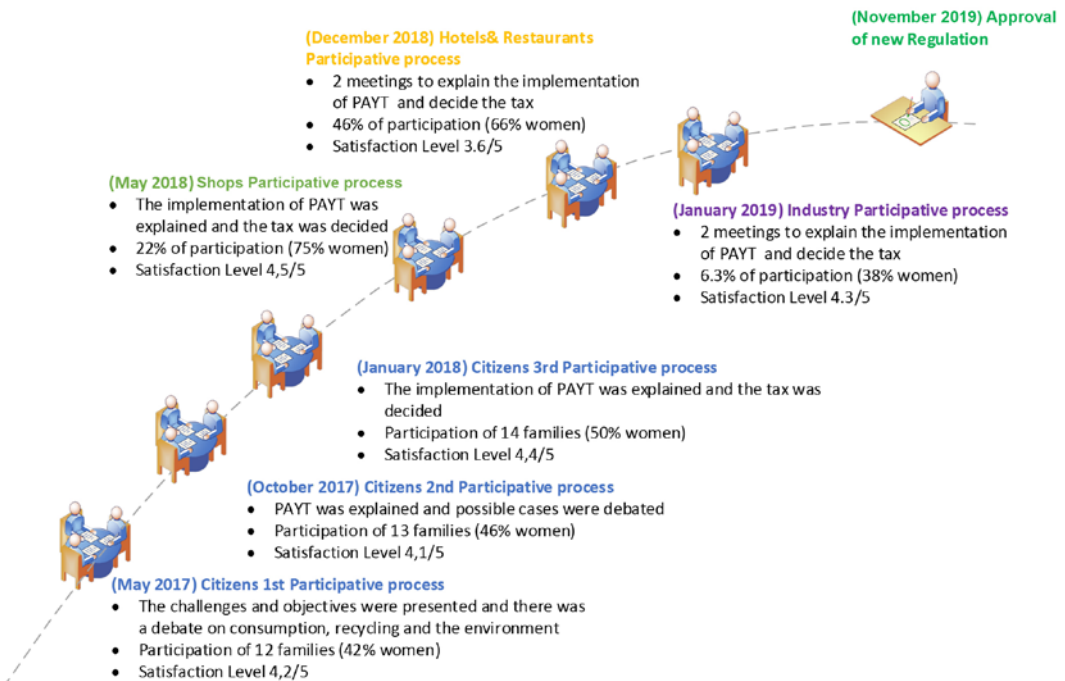 (November 2019) Approval
of new Regulation
(December 2018) Hotels& Restaurants
Participative process
• 2 meetings to explain the implementation
of PAYT and decide the tax
• 46% of participation (66% women)
• Satisfaction Level 3.6/5
(May 2018) Shops Participative process
• The implementation of PAYT was
explained and the tax was decided
• 22% of participation (75% women)
• Satisfaction Level 4,5/5
(January 2019) Industry Participative process
• 2 meetings to explain the implementation
of PAYT and decide the tax
• 6.3% of participation (38% women)
• Satisfaction Level 4.3/5
(January 2018) Citizens 3rd Participative process
• The implementation of PAYT was explained and the tax was
decided
• Participation of 14 families (50% women)
• Satisfaction Level 4,4/5
(October 2017) Citizens 2nd Participative process
• PAYT was explained and possible cases were debated
• Participation of 13 families (46% women)
• Satisfaction Level 4,1/5
(May 2017) Citizens 1st Participative process
• The challenges and objectives were presented and there was
a debate on consumption, recycling and the environment
• Participation of 12 families (42% women)
• Satisfaction Level 4,2/5